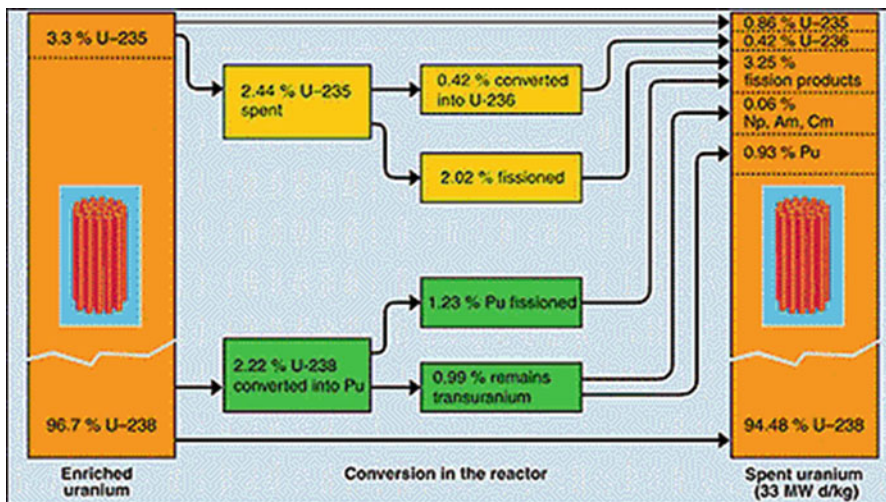 3.3 % U-235
96.7 % U-238
Enriched
uranium
2.44 % U-235
spent
0.42 % converted
into U-236
2.02 % fissioned
2.22 % U-238
converted into Pu
1.23 % Pu fissioned
0.99 % remains
transuranium
Conversion in the reactor
0.86 % U-235
0.42 % U-236
3.25 %
fission products
0.06 %
Np, Am, Cm
0.93 % Pu
94.48 % U-238
Spent uranium
(33 MW d/kg)